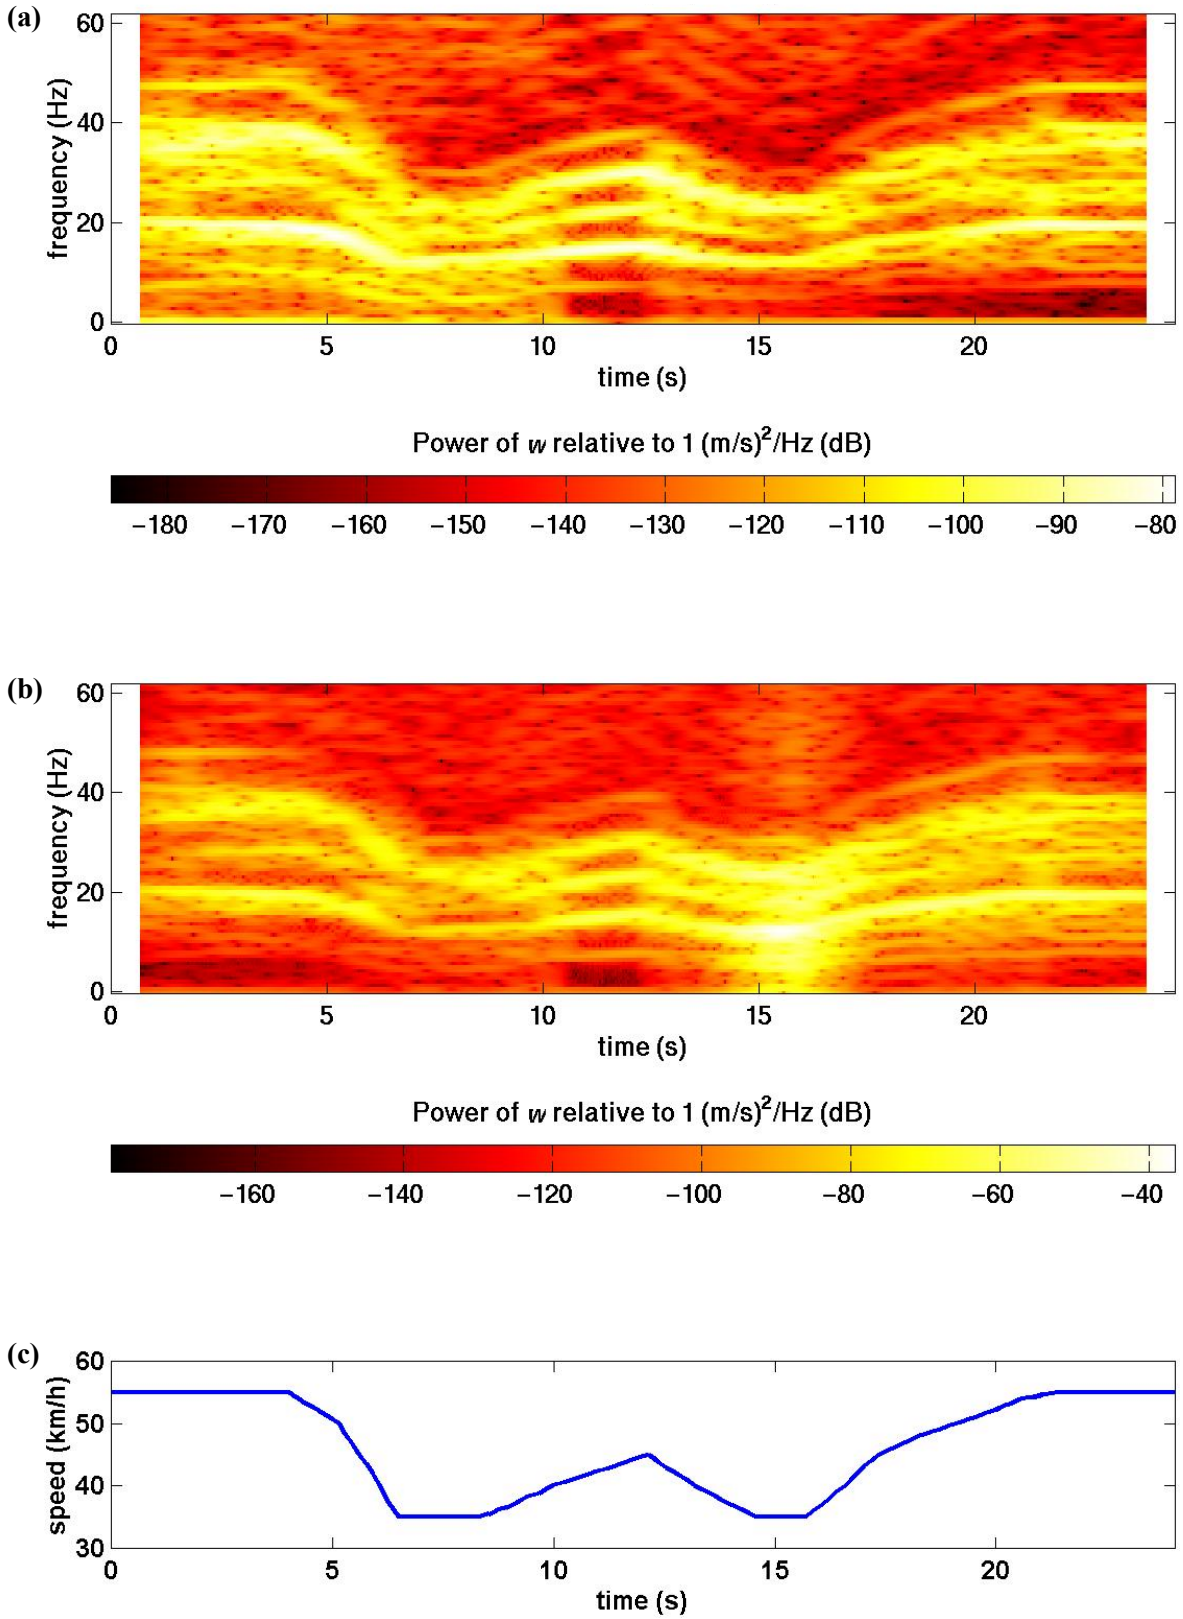 (a)
60
40
20
0
frequency (Hz)
0 5 10 15 20
time (s)
Power of w relative to 1 (m/s)²/Hz (dB)
−180 −170 −160 −150 −140 −130 −120 −110 −100 −90 −80
(b)
60
40
20
0
frequency (Hz)
0 5 10 15 20
time (s)
Power of w relative to 1 (m/s)²/Hz (dB)
−160 −140 −120 −100 −80 −60 −40
(c)
60
50
40
30
speed (km/h)
0 5 10 15 20
time (s)